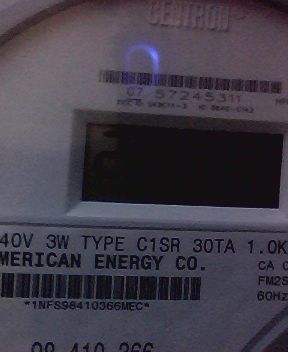 CENTRON
07 57245311
40V 3W TYPE C1SR 30TA 1.0K
MERICAN ENERGY CO.
CA 0
FM2S
60Hz
*1NFS98410366MEC*
98 410 366